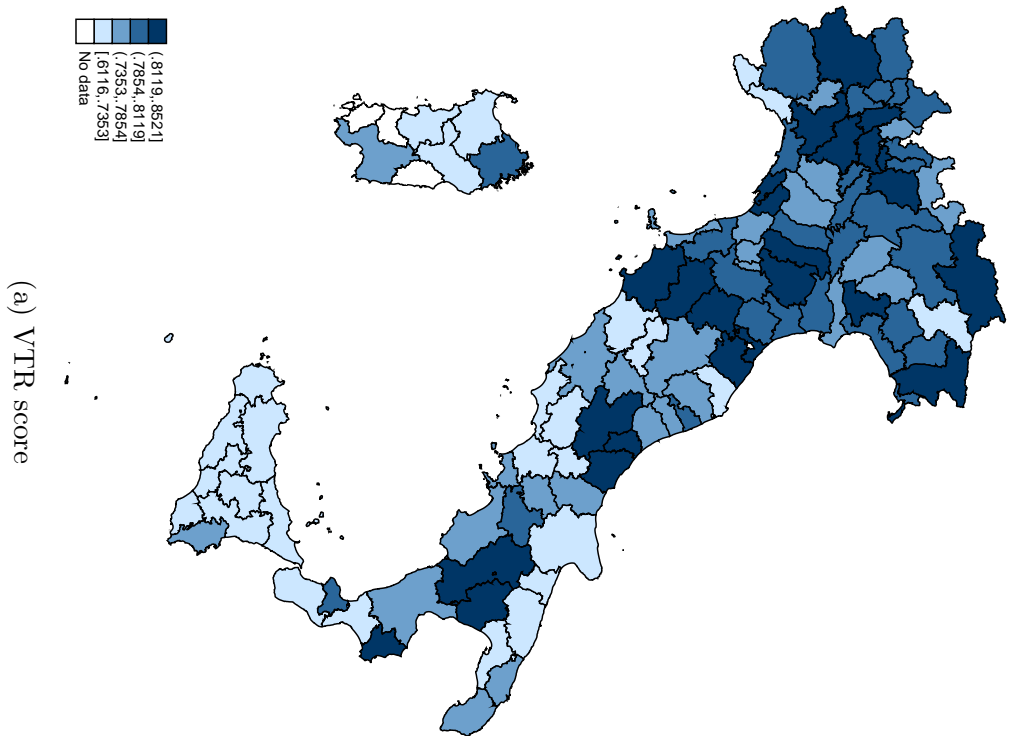 (.8119,.8521]
(.7854,.8119]
(.7353,.7854]
[.6116,.7353]
No data
(a) VTR score